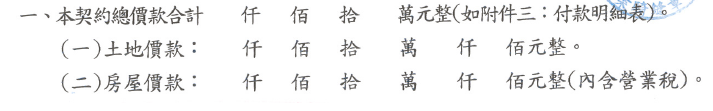 一、本契約總價款合計　仟　佰　拾　萬元整(如附件三：付款明細表)。
(一)土地價款：　仟　佰　拾　萬　仟　佰元整。
(二)房屋價款：　仟　佰　拾　萬　仟　佰元整(內含營業稅)。